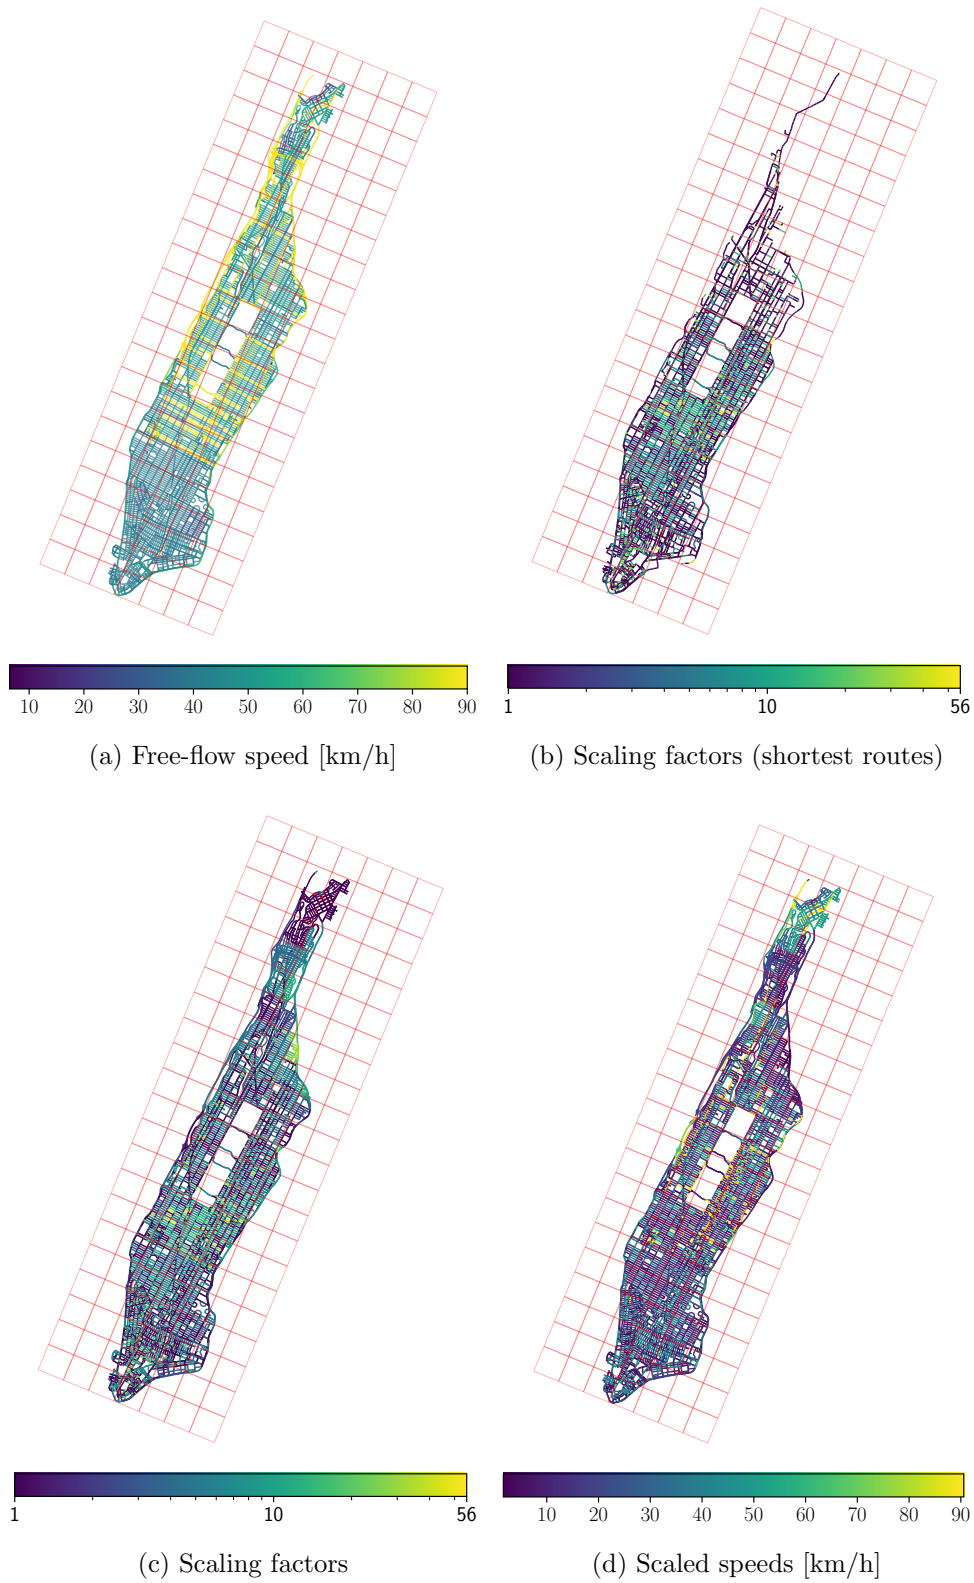 10 20 30 40 50 60 70 80 90
1 10 56
(a) Free-flow speed [km/h]
(b) Scaling factors (shortest routes)
1 10 56
10 20 30 40 50 60 70 80 90
(c) Scaling factors
(d) Scaled speeds [km/h]